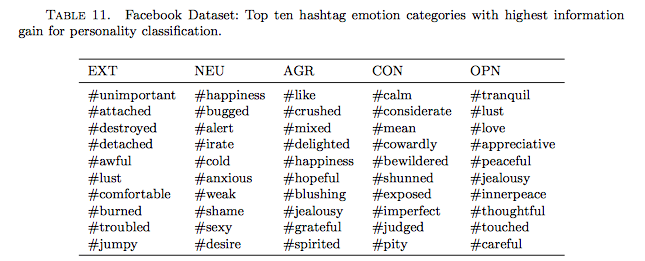 TABLE 11. Facebook Dataset: Top ten hashtag emotion categories with highest information
gain for personality classification.
EXT NEU AGR CON OPN
#unimportant #happiness #like #calm #tranquil
#attached #bugged #crushed #considerate #lust
#destroyed #alert #mixed #mean #love
#detached #irate #delighted #cowardly #appreciative
#awful #cold #happiness #bewildered #peaceful
#lust #anxious #hopeful #shunned #jealousy
#comfortable #weak #blushing #exposed #innerpeace
#burned #shame #jealousy #imperfect #thoughtful
#troubled #sexy #grateful #judged #touched
#jumpy #desire #spirited #pity #careful